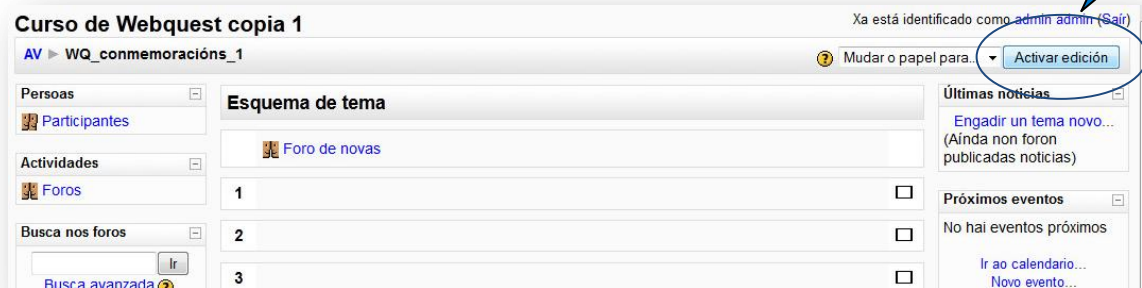 Curso de Webquest copia 1
Xa está identificado como admin admin (Saír)
AV ► WQ_conmemoracións_1
Mudar o papel para...
Activar edición
Persoas
Participantes
Actividades
Foros
Busca nos foros
Ir
Busca avanzada
Esquema de tema
Foro de novas
1
2
3
Últimas noticias
Engadir un tema novo...
(Aínda non foron
publicadas noticias)
Próximos eventos
No hai eventos próximos
Ir ao calendario...
Novo evento...